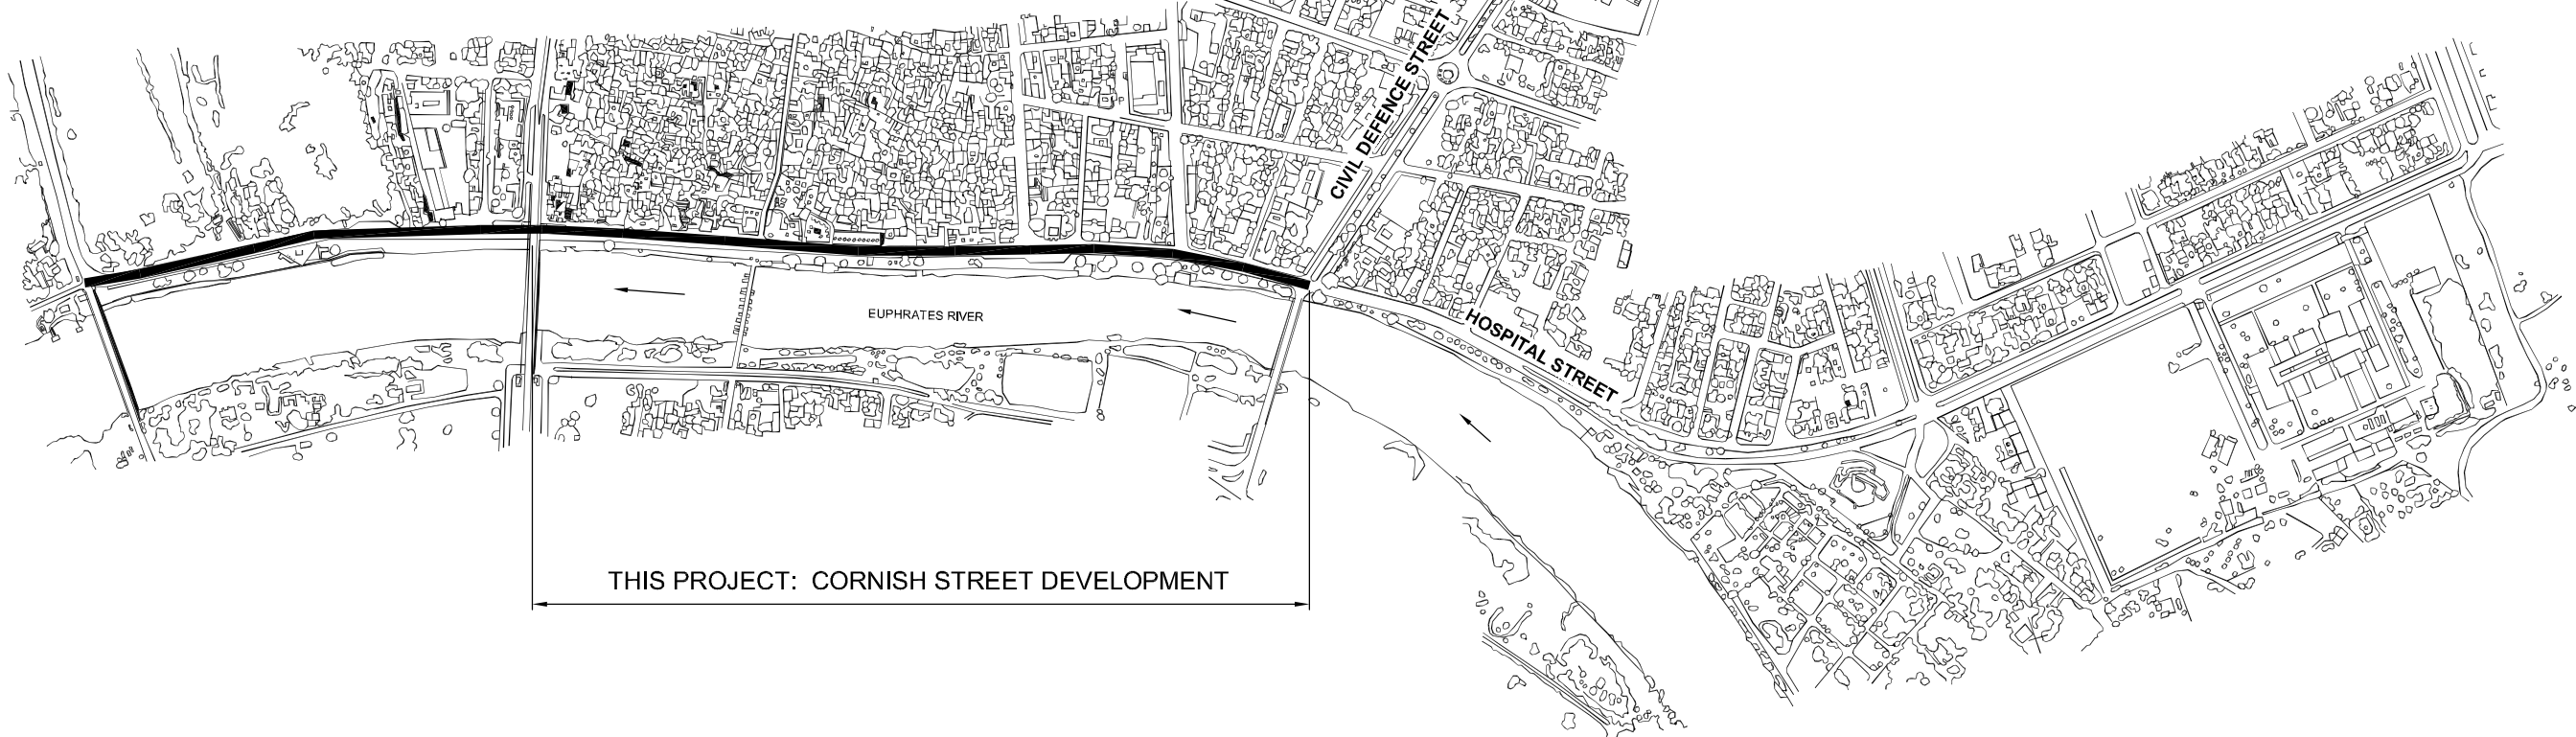 CIVIL DEFENCE STREET
EUPHRATES RIVER
HOSPITAL STREET
THIS PROJECT: CORNISH STREET DEVELOPMENT